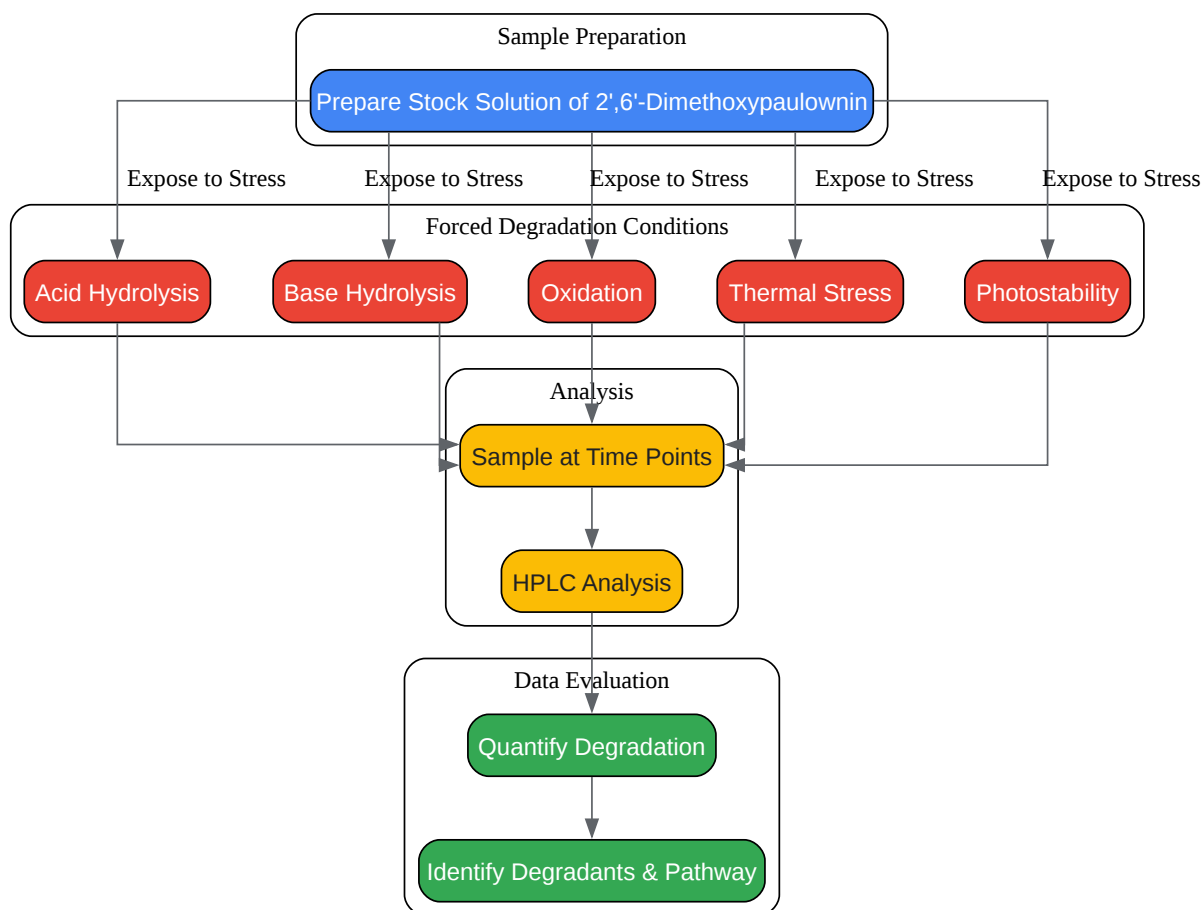 Sample Preparation
Prepare Stock Solution of 2',6'-Dimethoxypaulownin
Expose to Stress
Expose to Stress
Expose to Stress
Expose to Stress
Expose to Stress
Forced Degradation Conditions
Acid Hydrolysis
Base Hydrolysis
Oxidation
Thermal Stress
Photostability
Analysis
Sample at Time Points
HPLC Analysis
Data Evaluation
Quantify Degradation
Identify Degradants & Pathway